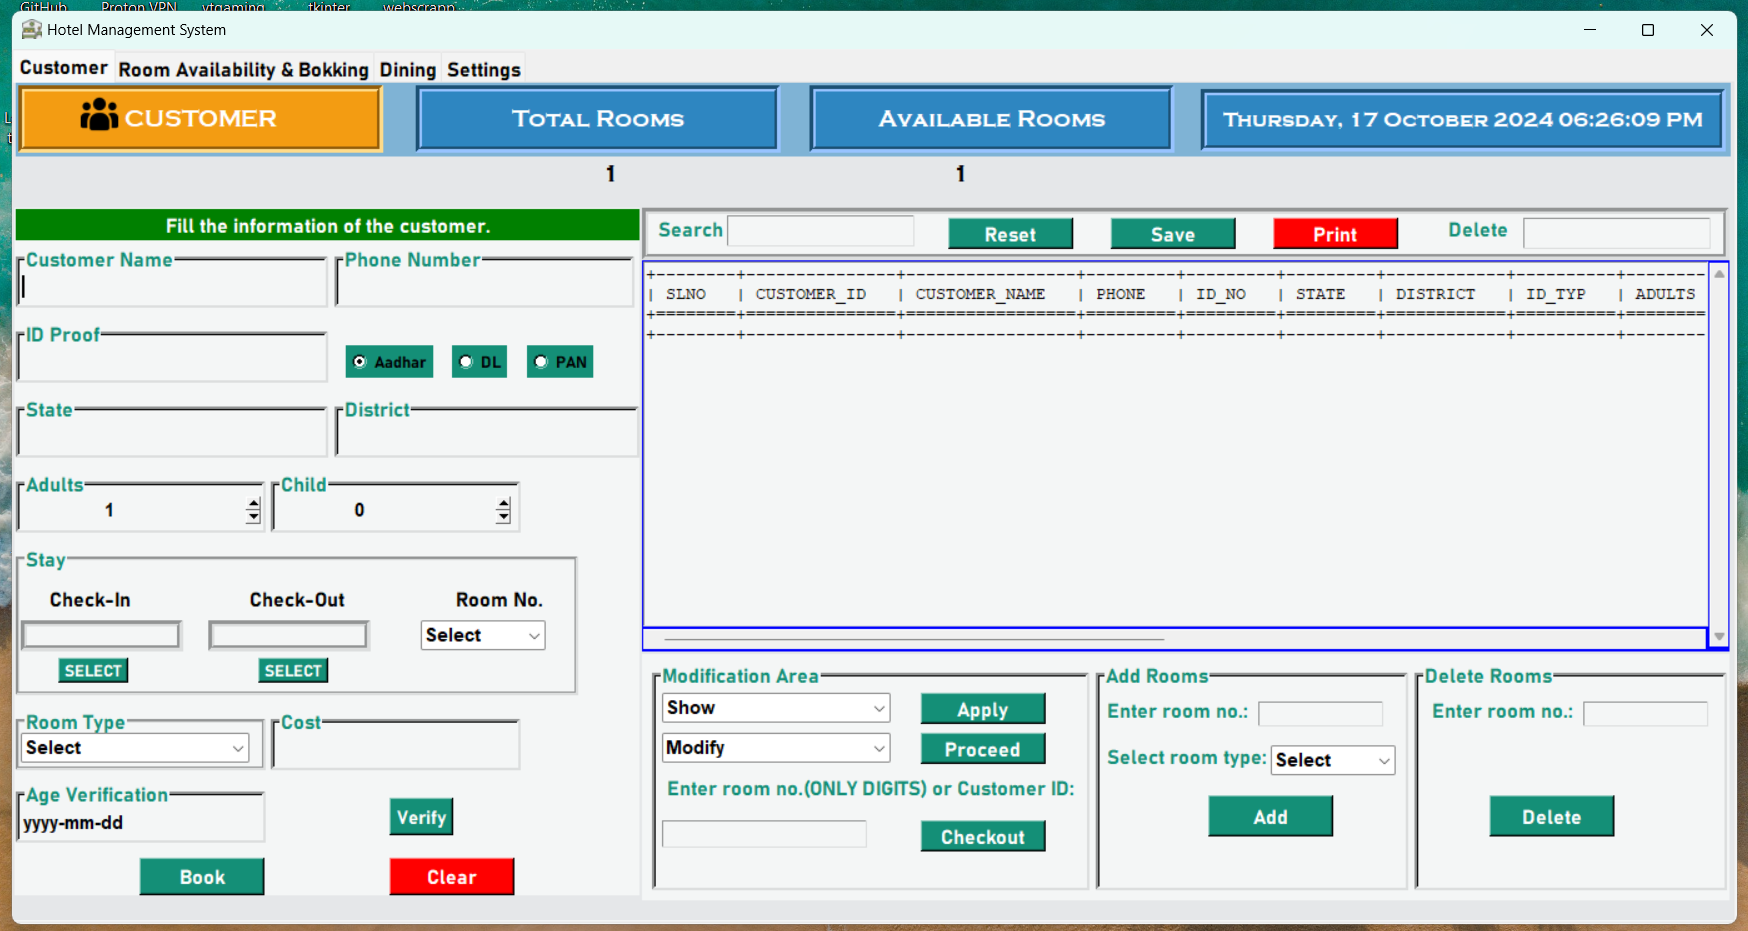 GitHub Proton VPN ytgaming tkinter webscrapp
Hotel Management System
Customer Room Availability & Bokking Dining Settings
CUSTOMER TOTAL ROOMS AVAILABLE ROOMS THURSDAY, 17 OCTOBER 2024 06:26:09 PM
1 1
Fill the information of the customer.
Search Reset Save Print Delete
Customer Name Phone Number
+--------+---------------+-----------------+---------+---------+---------+------------+----------+--------
| SLNO | CUSTOMER_ID | CUSTOMER_NAME | PHONE | ID_NO | STATE | DISTRICT | ID_TYP | ADULTS
+========+===============+=================+=========+=========+=========+============+==========+========
+--------+---------------+-----------------+---------+---------+---------+------------+----------+--------
ID Proof
Aadhar DL PAN
State District
Adults Child
1 0
Stay
Check-In Check-Out Room No.
Select
SELECT SELECT
Room Type Cost
Select
Age Verification
yyyy-mm-dd
Verify
Book Clear
Modification Area
Show Apply
Modify Proceed
Enter room no.(ONLY DIGITS) or Customer ID:
Checkout
Add Rooms
Enter room no.:
Select room type: Select
Add
Delete Rooms
Enter room no.:
Delete